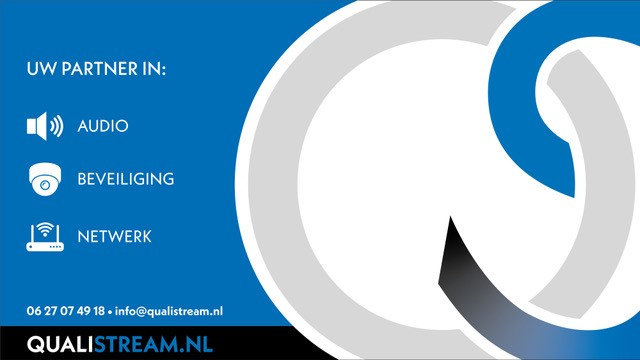 UW PARTNER IN:
AUDIO
BEVEILIGING
NETWERK
06 27 07 49 18 • info@qualistream.nl
QUALISTREAM.NL